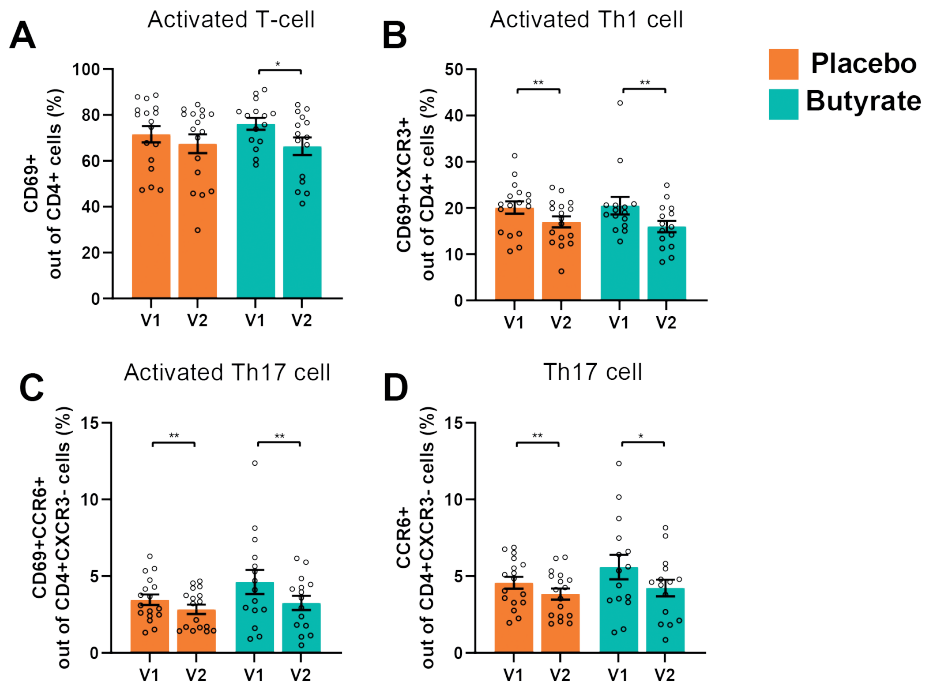 A
Activated T-cell
CD69+
out of CD4+ cells (%)
100
80
60
40
20
0
*
V1
V2
V1
V2
B
Activated Th1 cell
CD69+CXCR3+
out of CD4+ cells (%)
50
40
30
20
10
0
**
**
V1
V2
V1
V2
Placebo
Butyrate
C
Activated Th17 cell
CD69+CCR6+
out of CD4+CXCR3- cells (%)
15
10
5
0
**
**
V1
V2
V1
V2
D
Th17 cell
CCR6+
out of CD4+CXCR3- cells (%)
15
10
5
0
**
*
V1
V2
V1
V2